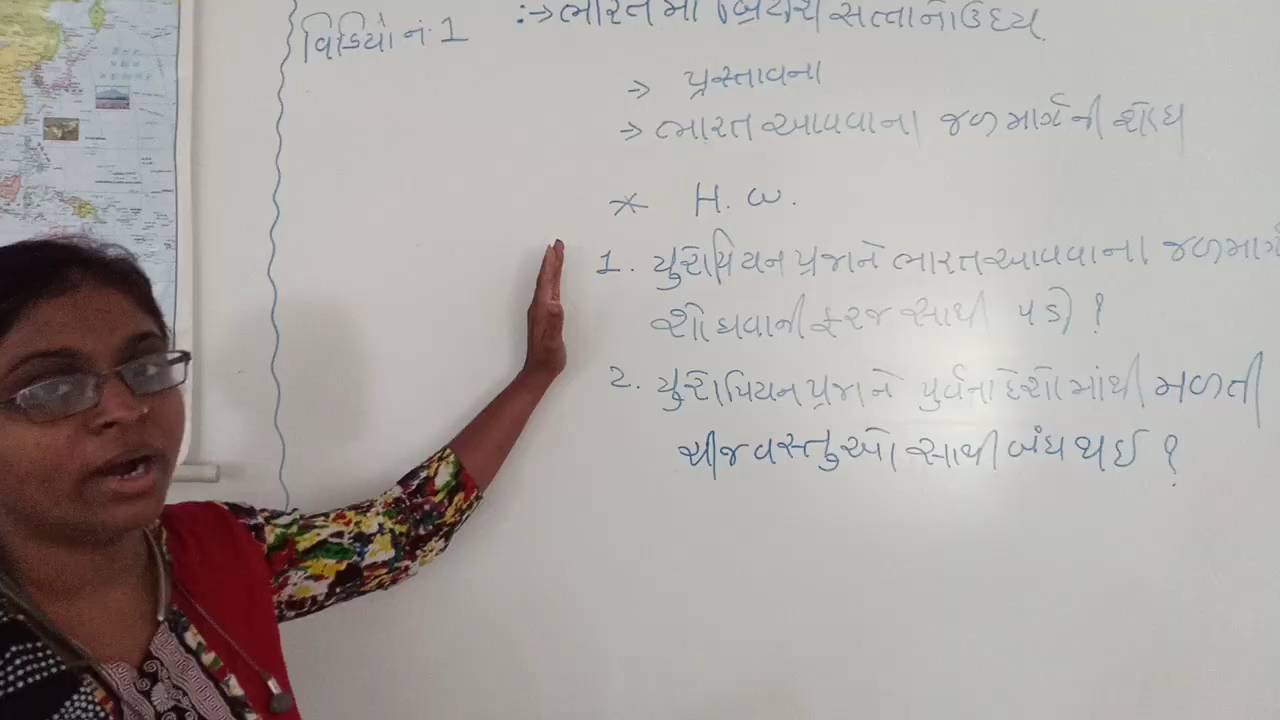 વિડિયો નં. 1
:→ ભારતમાં બ્રિટીશ સત્તાનો ઉદય.
→ પ્રસ્તાવના
→ ભારત આવવાના જળમાર્ગની શોધ
* H. W.
1. યુરોપિયન પ્રજાને ભારત આવવાના જળમાર્ગ
શોધવાની ફરજ સાથી પડી ?
2. યુરોપિયન પ્રજાને પુર્વના દેશોમાંથી મળતી
ચીજવસ્તુઓ સાથી બંધ થઈ ?